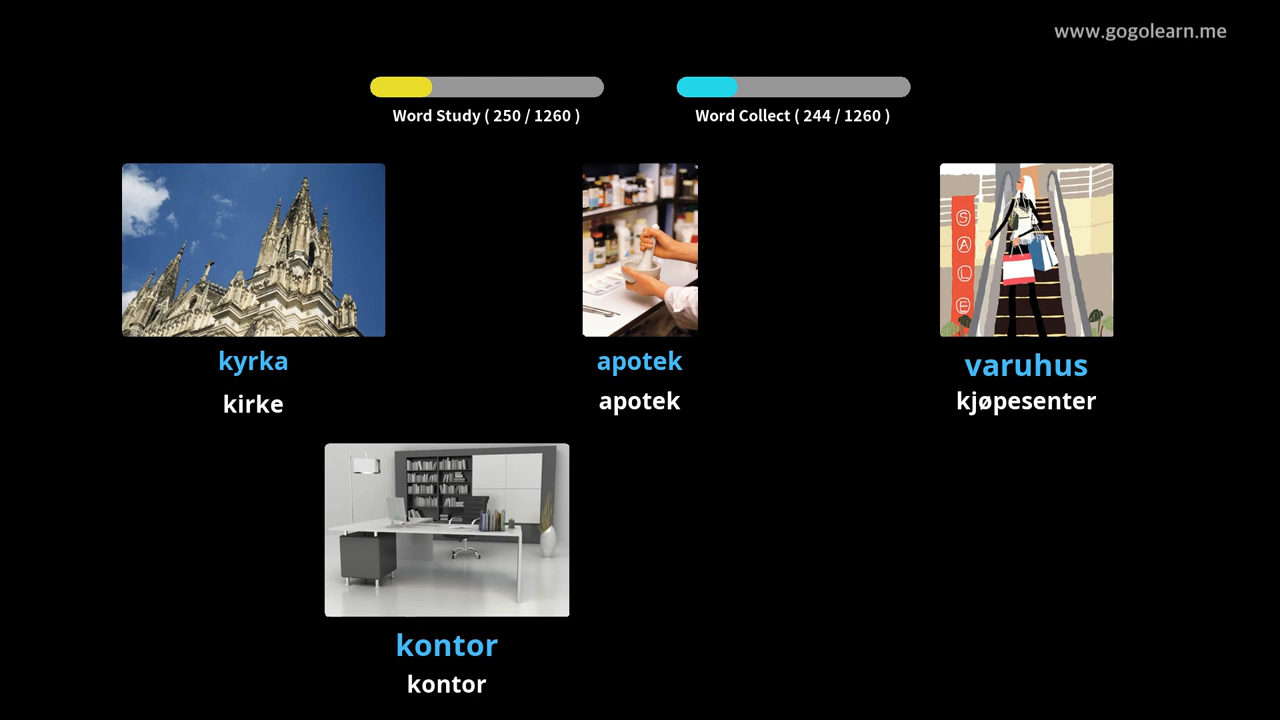 www.gogolearn.me
Word Study ( 250 / 1260 )
Word Collect ( 244 / 1260 )
SALE
kyrka
apotek
varuhus
kirke
apotek
kjøpesenter
kontor
kontor